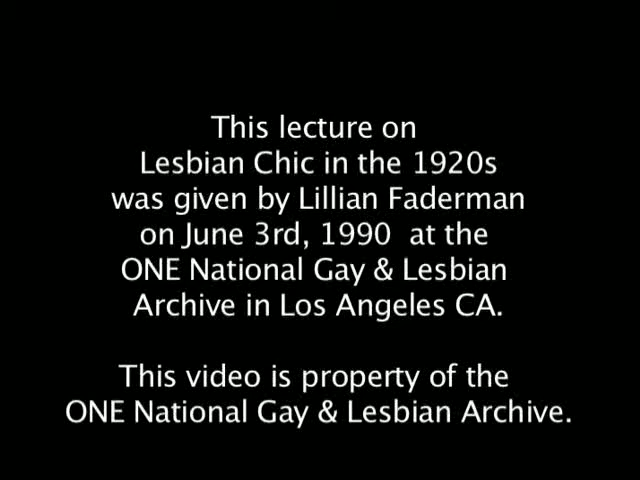 This lecture on
Lesbian Chic in the 1920s
was given by Lillian Faderman
on June 3rd, 1990 at the
ONE National Gay & Lesbian
Archive in Los Angeles CA.
This video is property of the
ONE National Gay & Lesbian Archive.